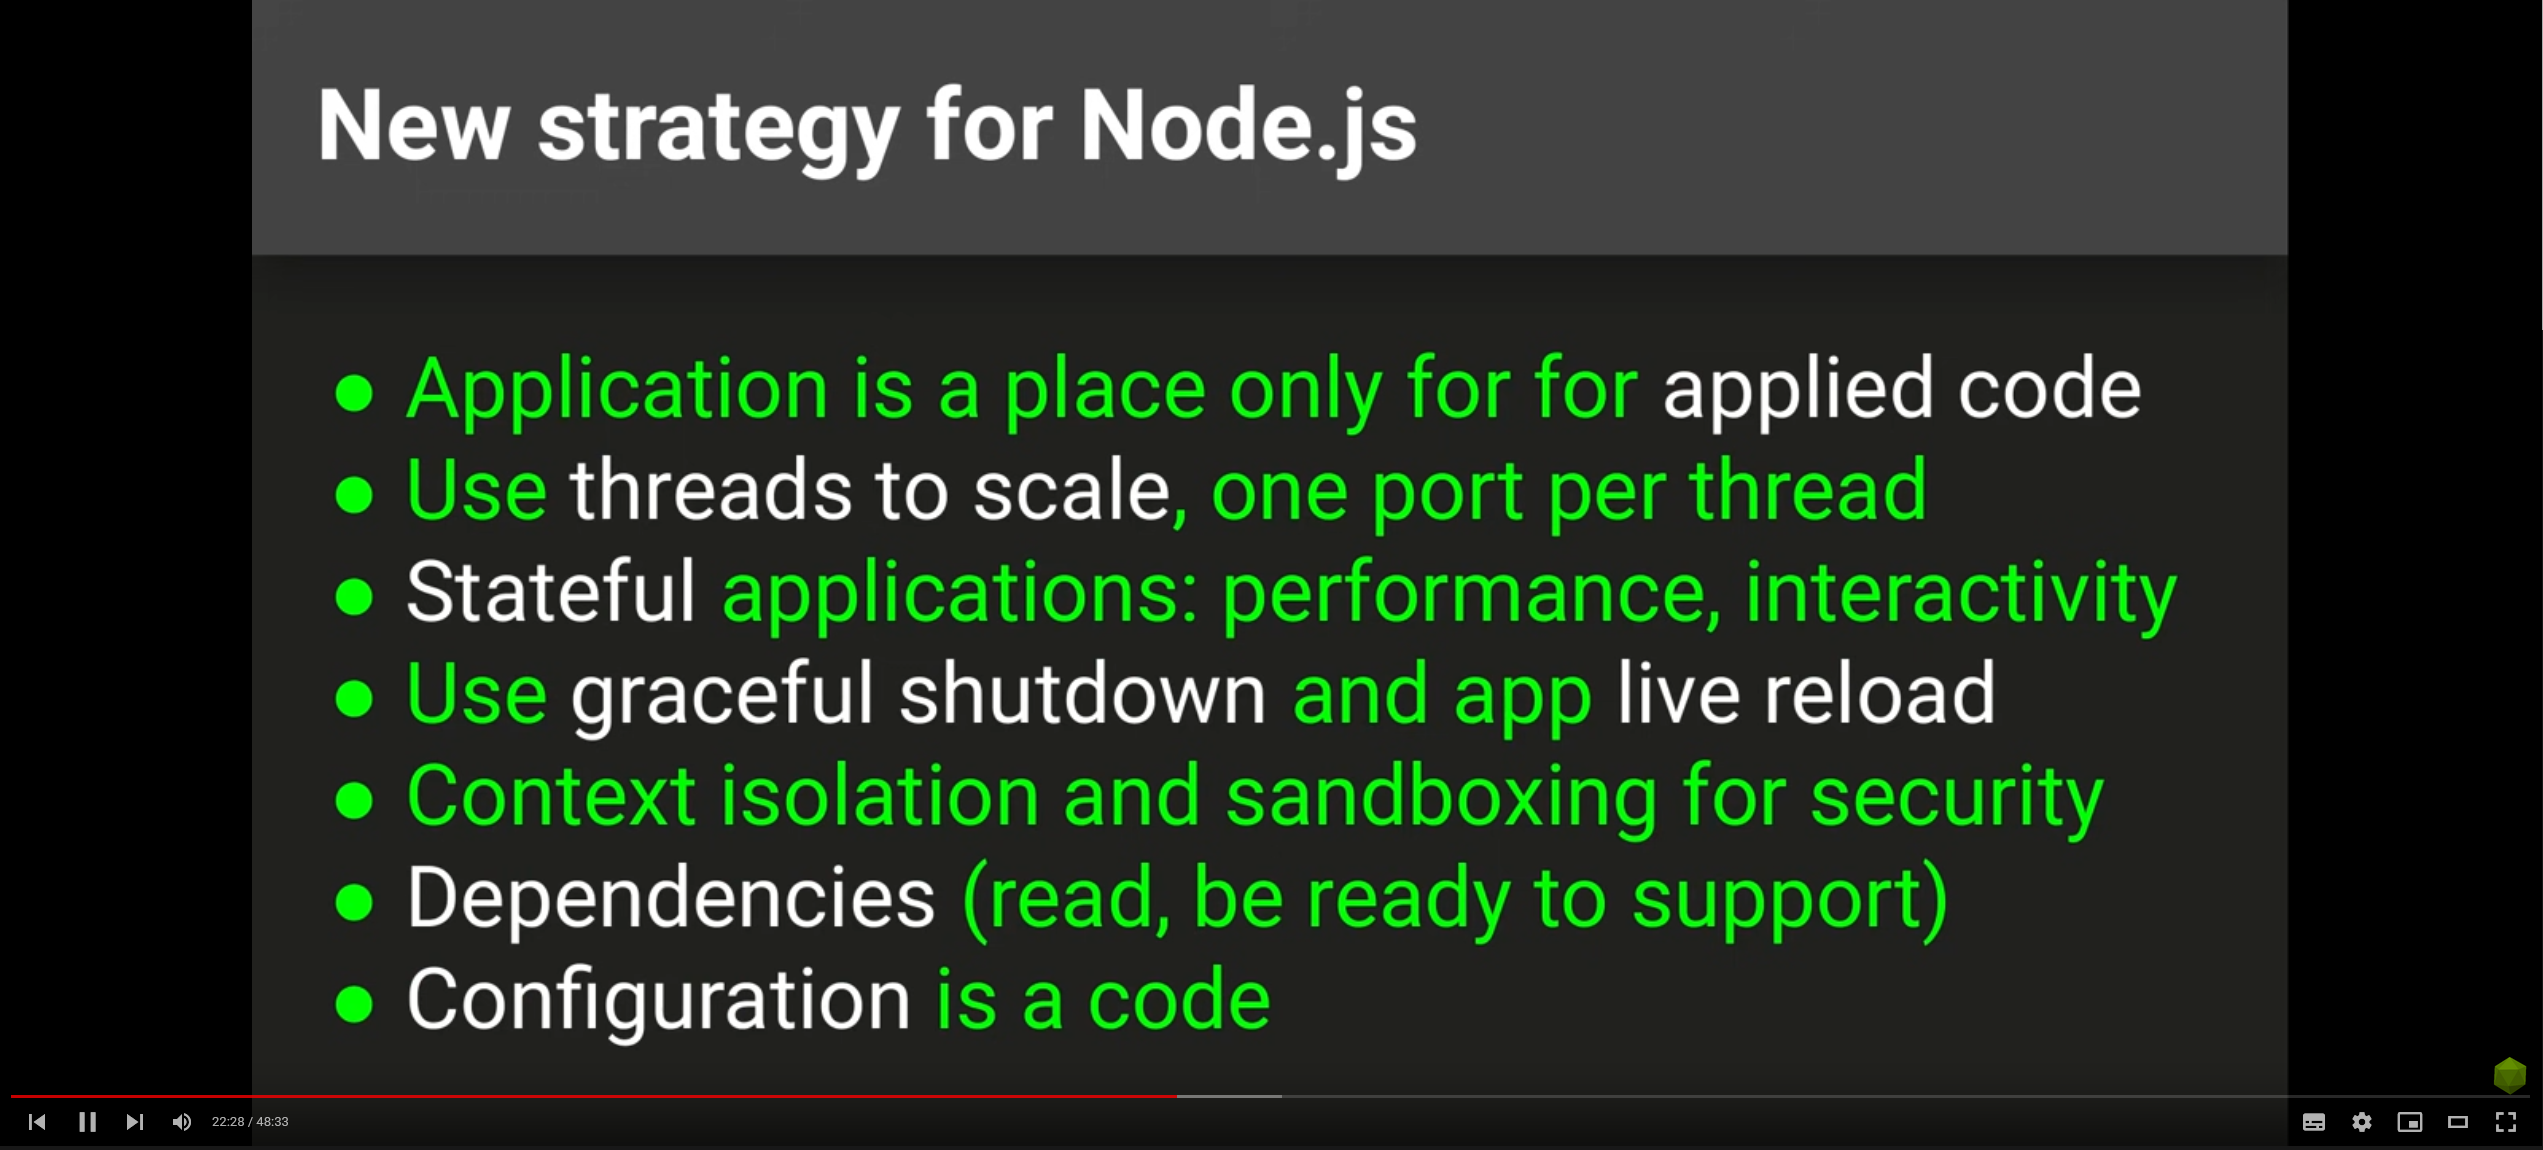 New strategy for Node.js
● Application is a place only for for applied code
● Use threads to scale, one port per thread
● Stateful applications: performance, interactivity
● Use graceful shutdown and app live reload
● Context isolation and sandboxing for security
● Dependencies (read, be ready to support)
● Configuration is a code
22:28 / 48:33